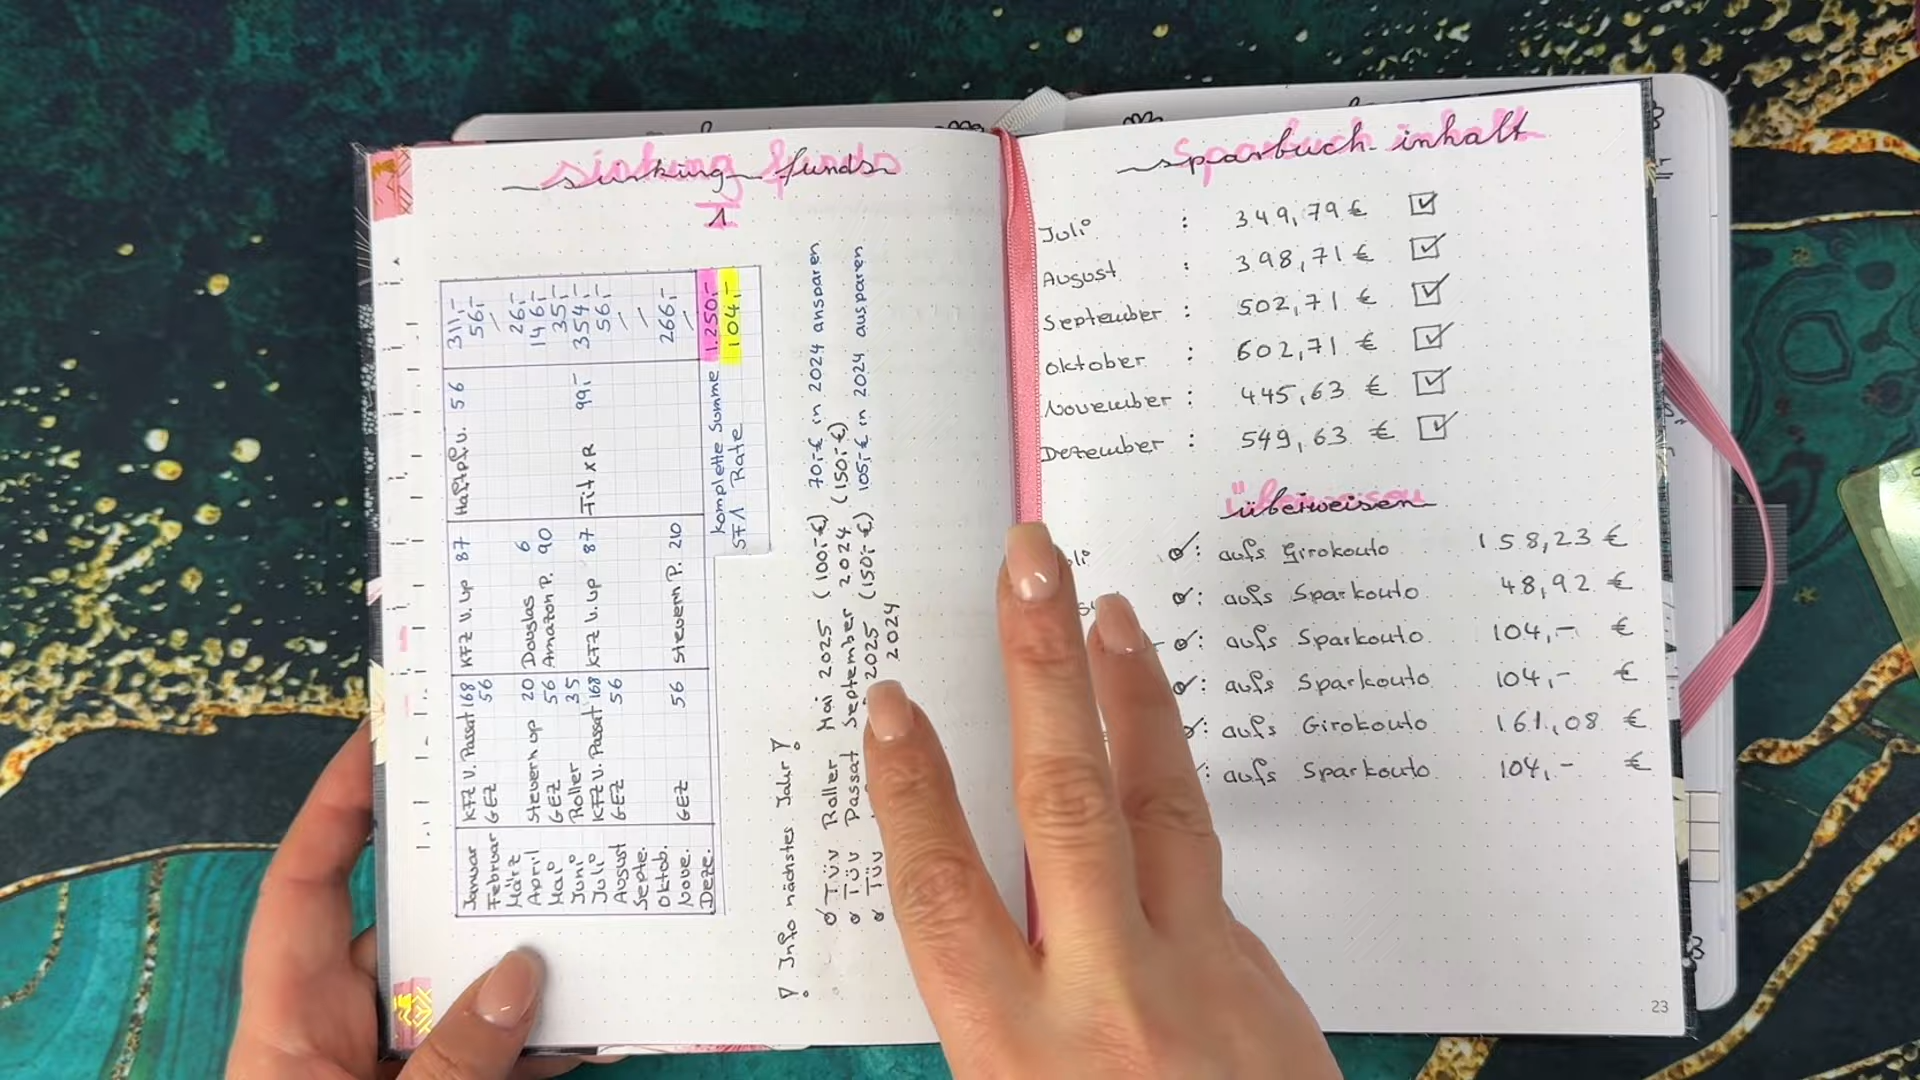 sinking funds
1
Januar KFZ V. Passat 168 KFZ V. up 87 Haftpfl. v. 56 311,-
Februar GEZ 56 56,-
März /
April Steuern up 20 Douglas 6 26,-
Mai GEZ 56 Amazon P. 90 146,-
Juni Roller 35 35,-
Juli KFZ V. Passat 168 KFZ V. up 87 Fit XR 99,- 354,-
August GEZ 56 56,-
Septe. /
Oktob. /
Nove. GEZ 56 Steuern P. 210 266,-
Deze. /
Komplette Summe 1.250,-
SF1 Rate 104,-
! Info nächstes Jahr !
TÜV Roller Mai 2025 (100,-€) 70,-€ in 2024 ansparen
TÜV Passat September 2024 (150,-€)
TÜV 2025 (150,-€) 105,-€ in 2024 ansparen
2024
Sparbuch inhalt
Juli : 349,79 €
August : 398,71 €
September : 502,71 €
Oktober : 602,71 €
November : 445,63 €
Dezember : 549,63 €
überweisen
: aufs Girokonto 158,23 €
: aufs Sparkonto 48,92 €
: aufs Sparkonto 104,- €
: aufs Sparkonto 104,- €
: aufs Girokonto 161,08 €
: aufs Sparkonto 104,- €
23